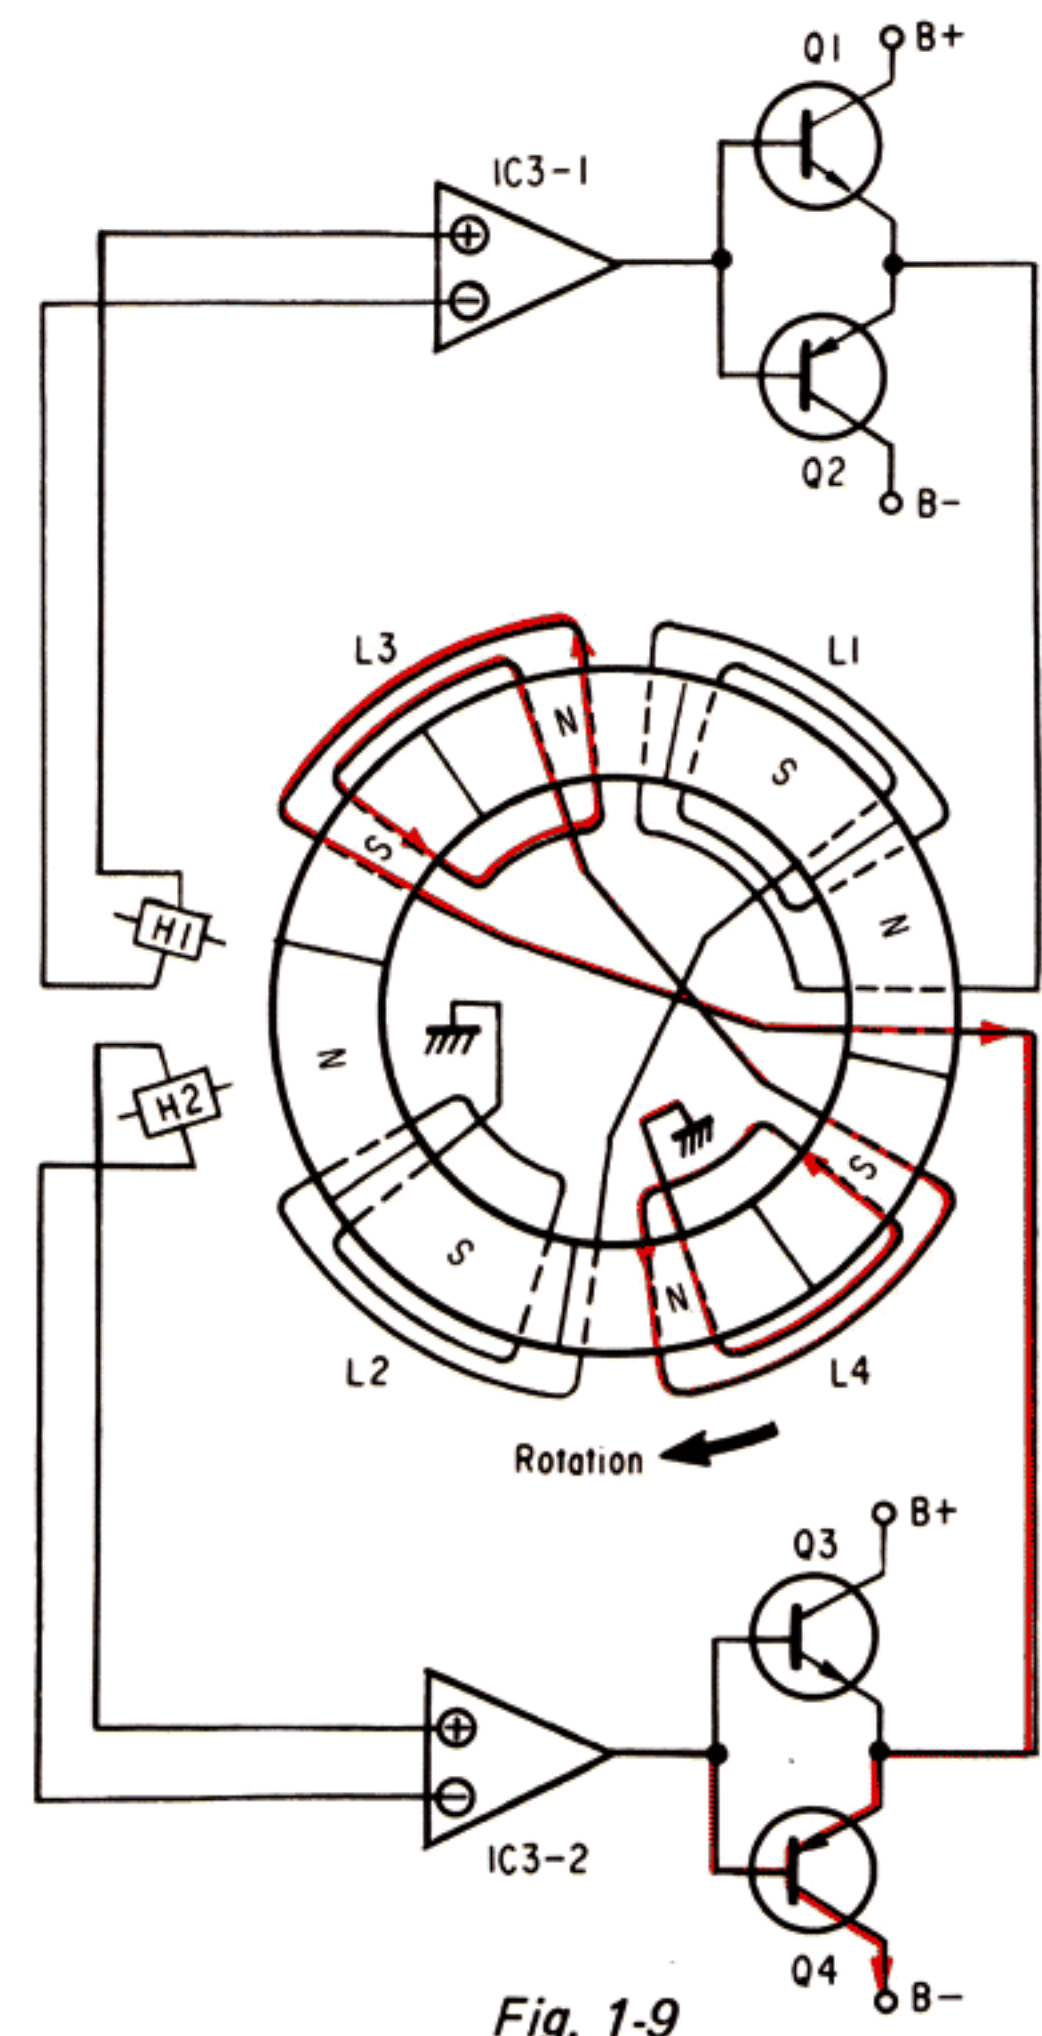 Q1
B+
IC3-1
+
−
Q2
B-
L3
L1
N
S
S
N
H1
N
H2
S
S
N
L2
L4
Rotation
B+
Q3
+
−
IC3-2
Q4
B-
Fig. 1-9